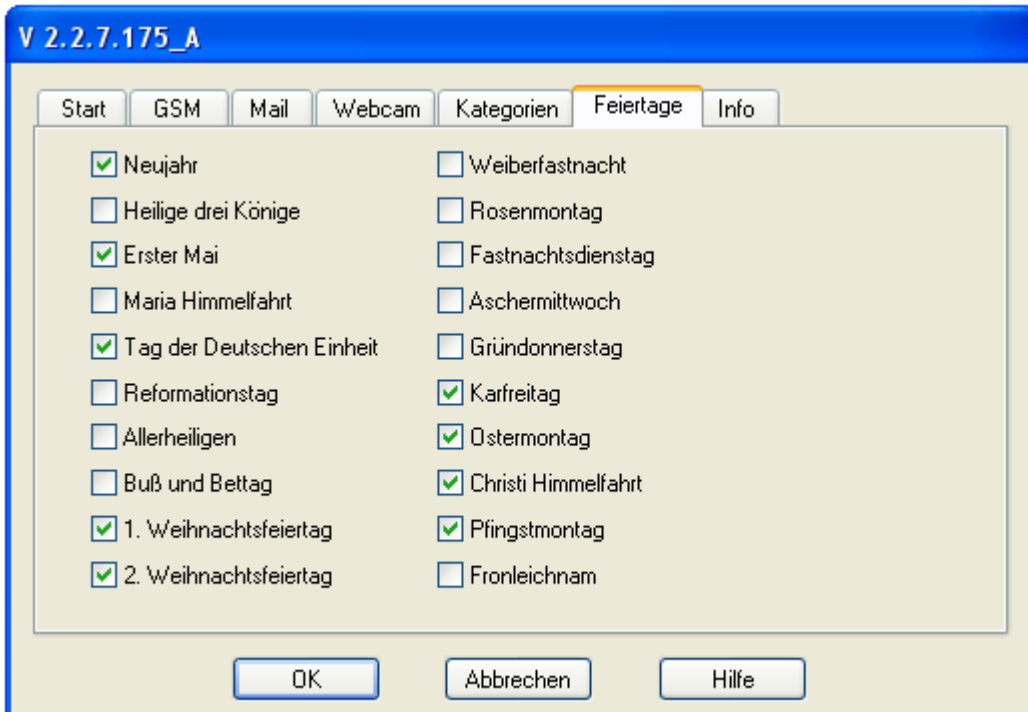 V 2.2.7.175_A
Start GSM Mail Webcam Kategorien Feiertage Info
Neujahr
Heilige drei Könige
Erster Mai
Maria Himmelfahrt
Tag der Deutschen Einheit
Reformationstag
Allerheiligen
Buß und Bettag
1. Weihnachtsfeiertag
2. Weihnachtsfeiertag
Weiberfastnacht
Rosenmontag
Fastnachtsdienstag
Aschermittwoch
Gründonnerstag
Karfreitag
Ostermontag
Christi Himmelfahrt
Pfingstmontag
Fronleichnam
OK Abbrechen Hilfe